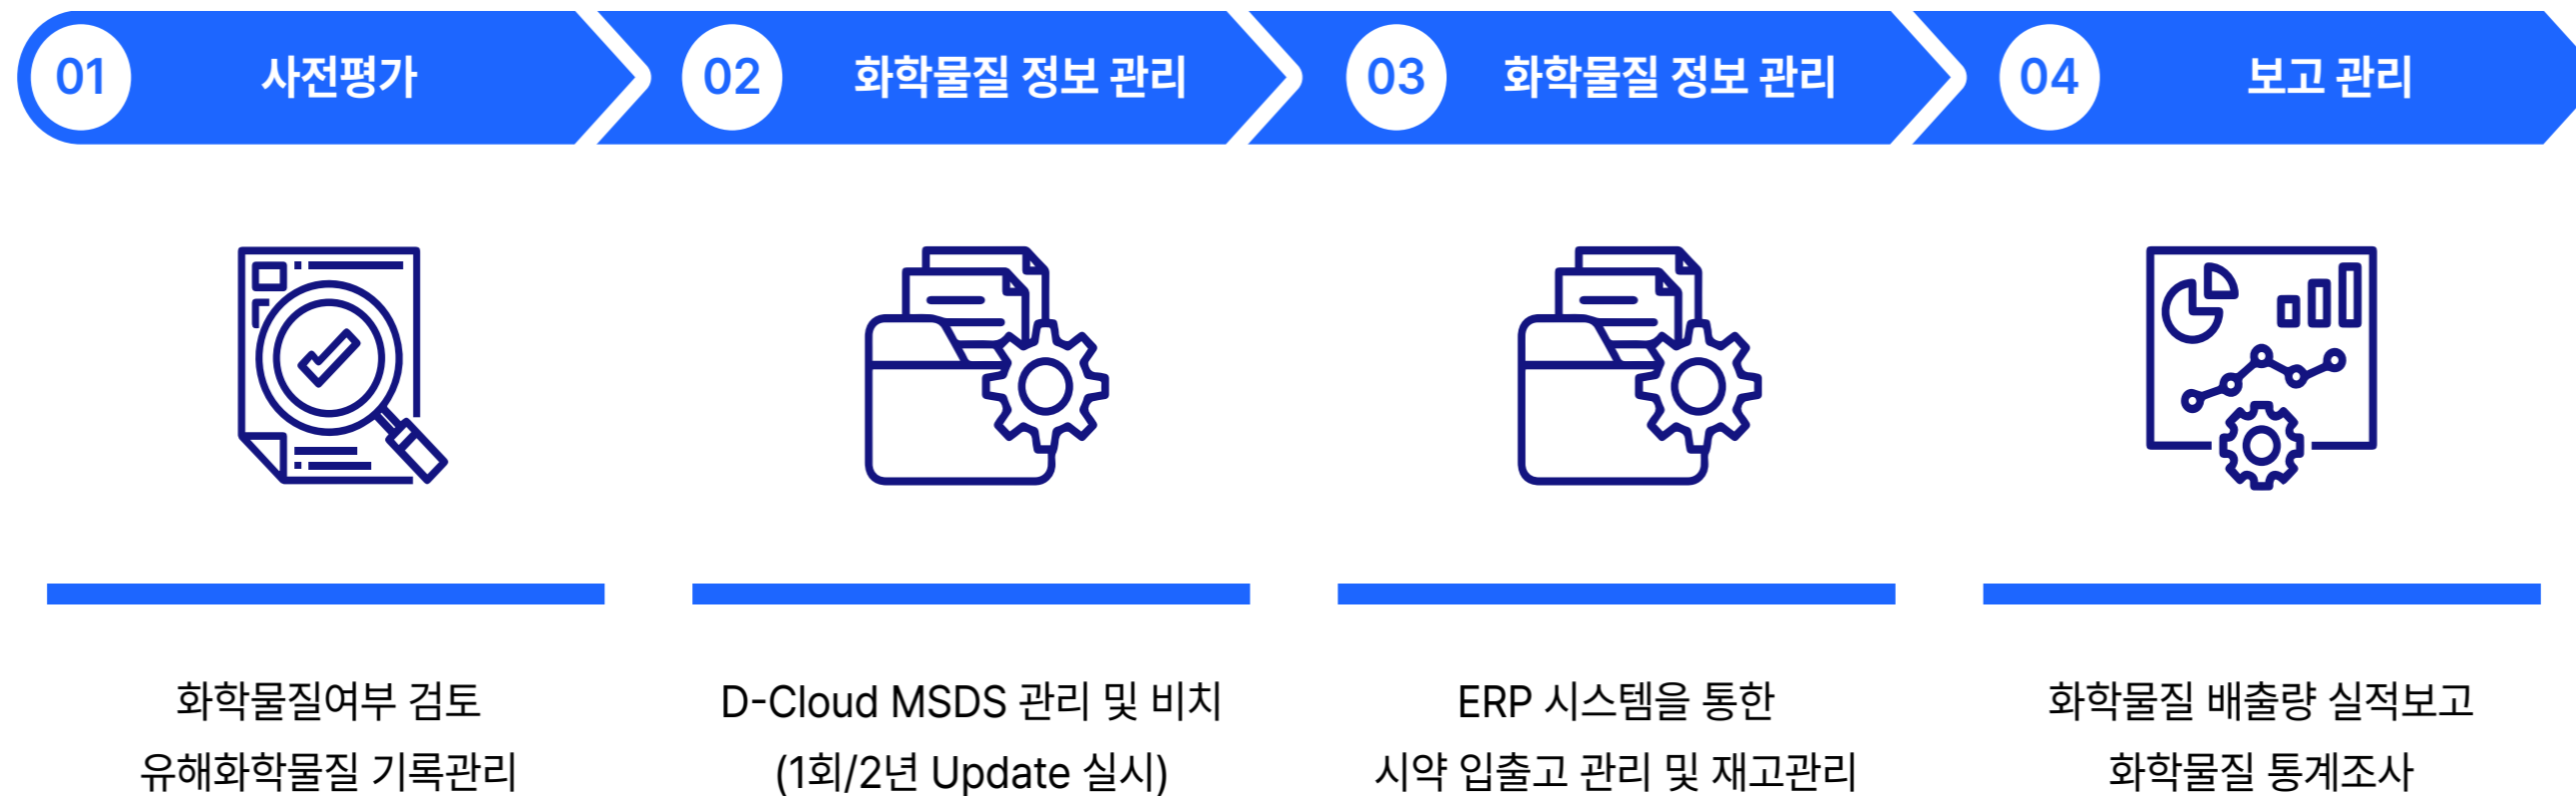 01 사전평가
02 화학물질 정보 관리
03 화학물질 정보 관리
04 보고 관리
화학물질여부 검토
유해화학물질 기록관리
D-Cloud MSDS 관리 및 비치
(1회/2년 Update 실시)
ERP 시스템을 통한
시약 입출고 관리 및 재고관리
화학물질 배출량 실적보고
화학물질 통계조사